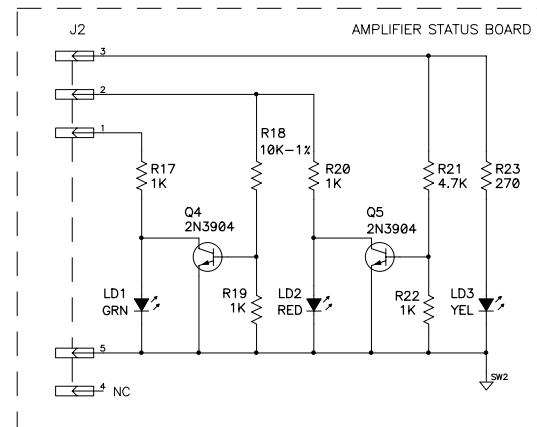 J2
AMPLIFIER STATUS BOARD
3
2
1
R17
1K
R18
10K-1%
R20
1K
R21
4.7K
R23
270
Q4
2N3904
Q5
2N3904
LD1
GRN
R19
1K
LD2
RED
R22
1K
LD3
YEL
5
SW2
4
NC